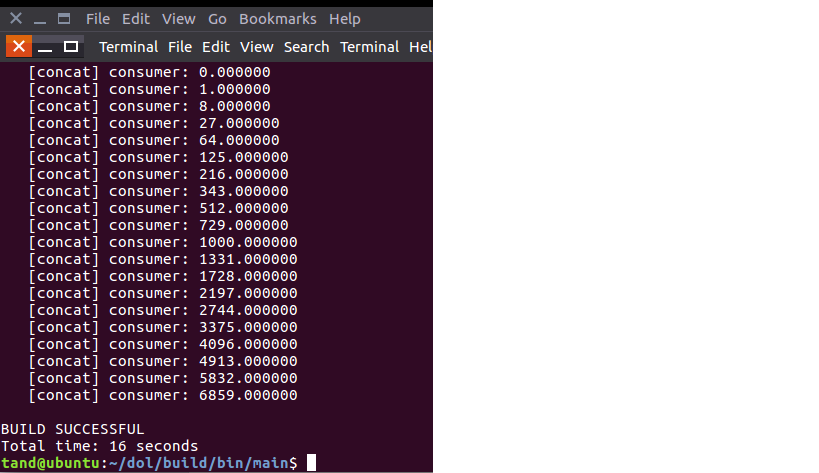 File Edit View Go Bookmarks Help
Terminal File Edit View Search Terminal Hel
[concat] consumer: 0.000000
[concat] consumer: 1.000000
[concat] consumer: 8.000000
[concat] consumer: 27.000000
[concat] consumer: 64.000000
[concat] consumer: 125.000000
[concat] consumer: 216.000000
[concat] consumer: 343.000000
[concat] consumer: 512.000000
[concat] consumer: 729.000000
[concat] consumer: 1000.000000
[concat] consumer: 1331.000000
[concat] consumer: 1728.000000
[concat] consumer: 2197.000000
[concat] consumer: 2744.000000
[concat] consumer: 3375.000000
[concat] consumer: 4096.000000
[concat] consumer: 4913.000000
[concat] consumer: 5832.000000
[concat] consumer: 6859.000000
BUILD SUCCESSFUL
Total time: 16 seconds
tand@ubuntu:~/dol/build/bin/main$